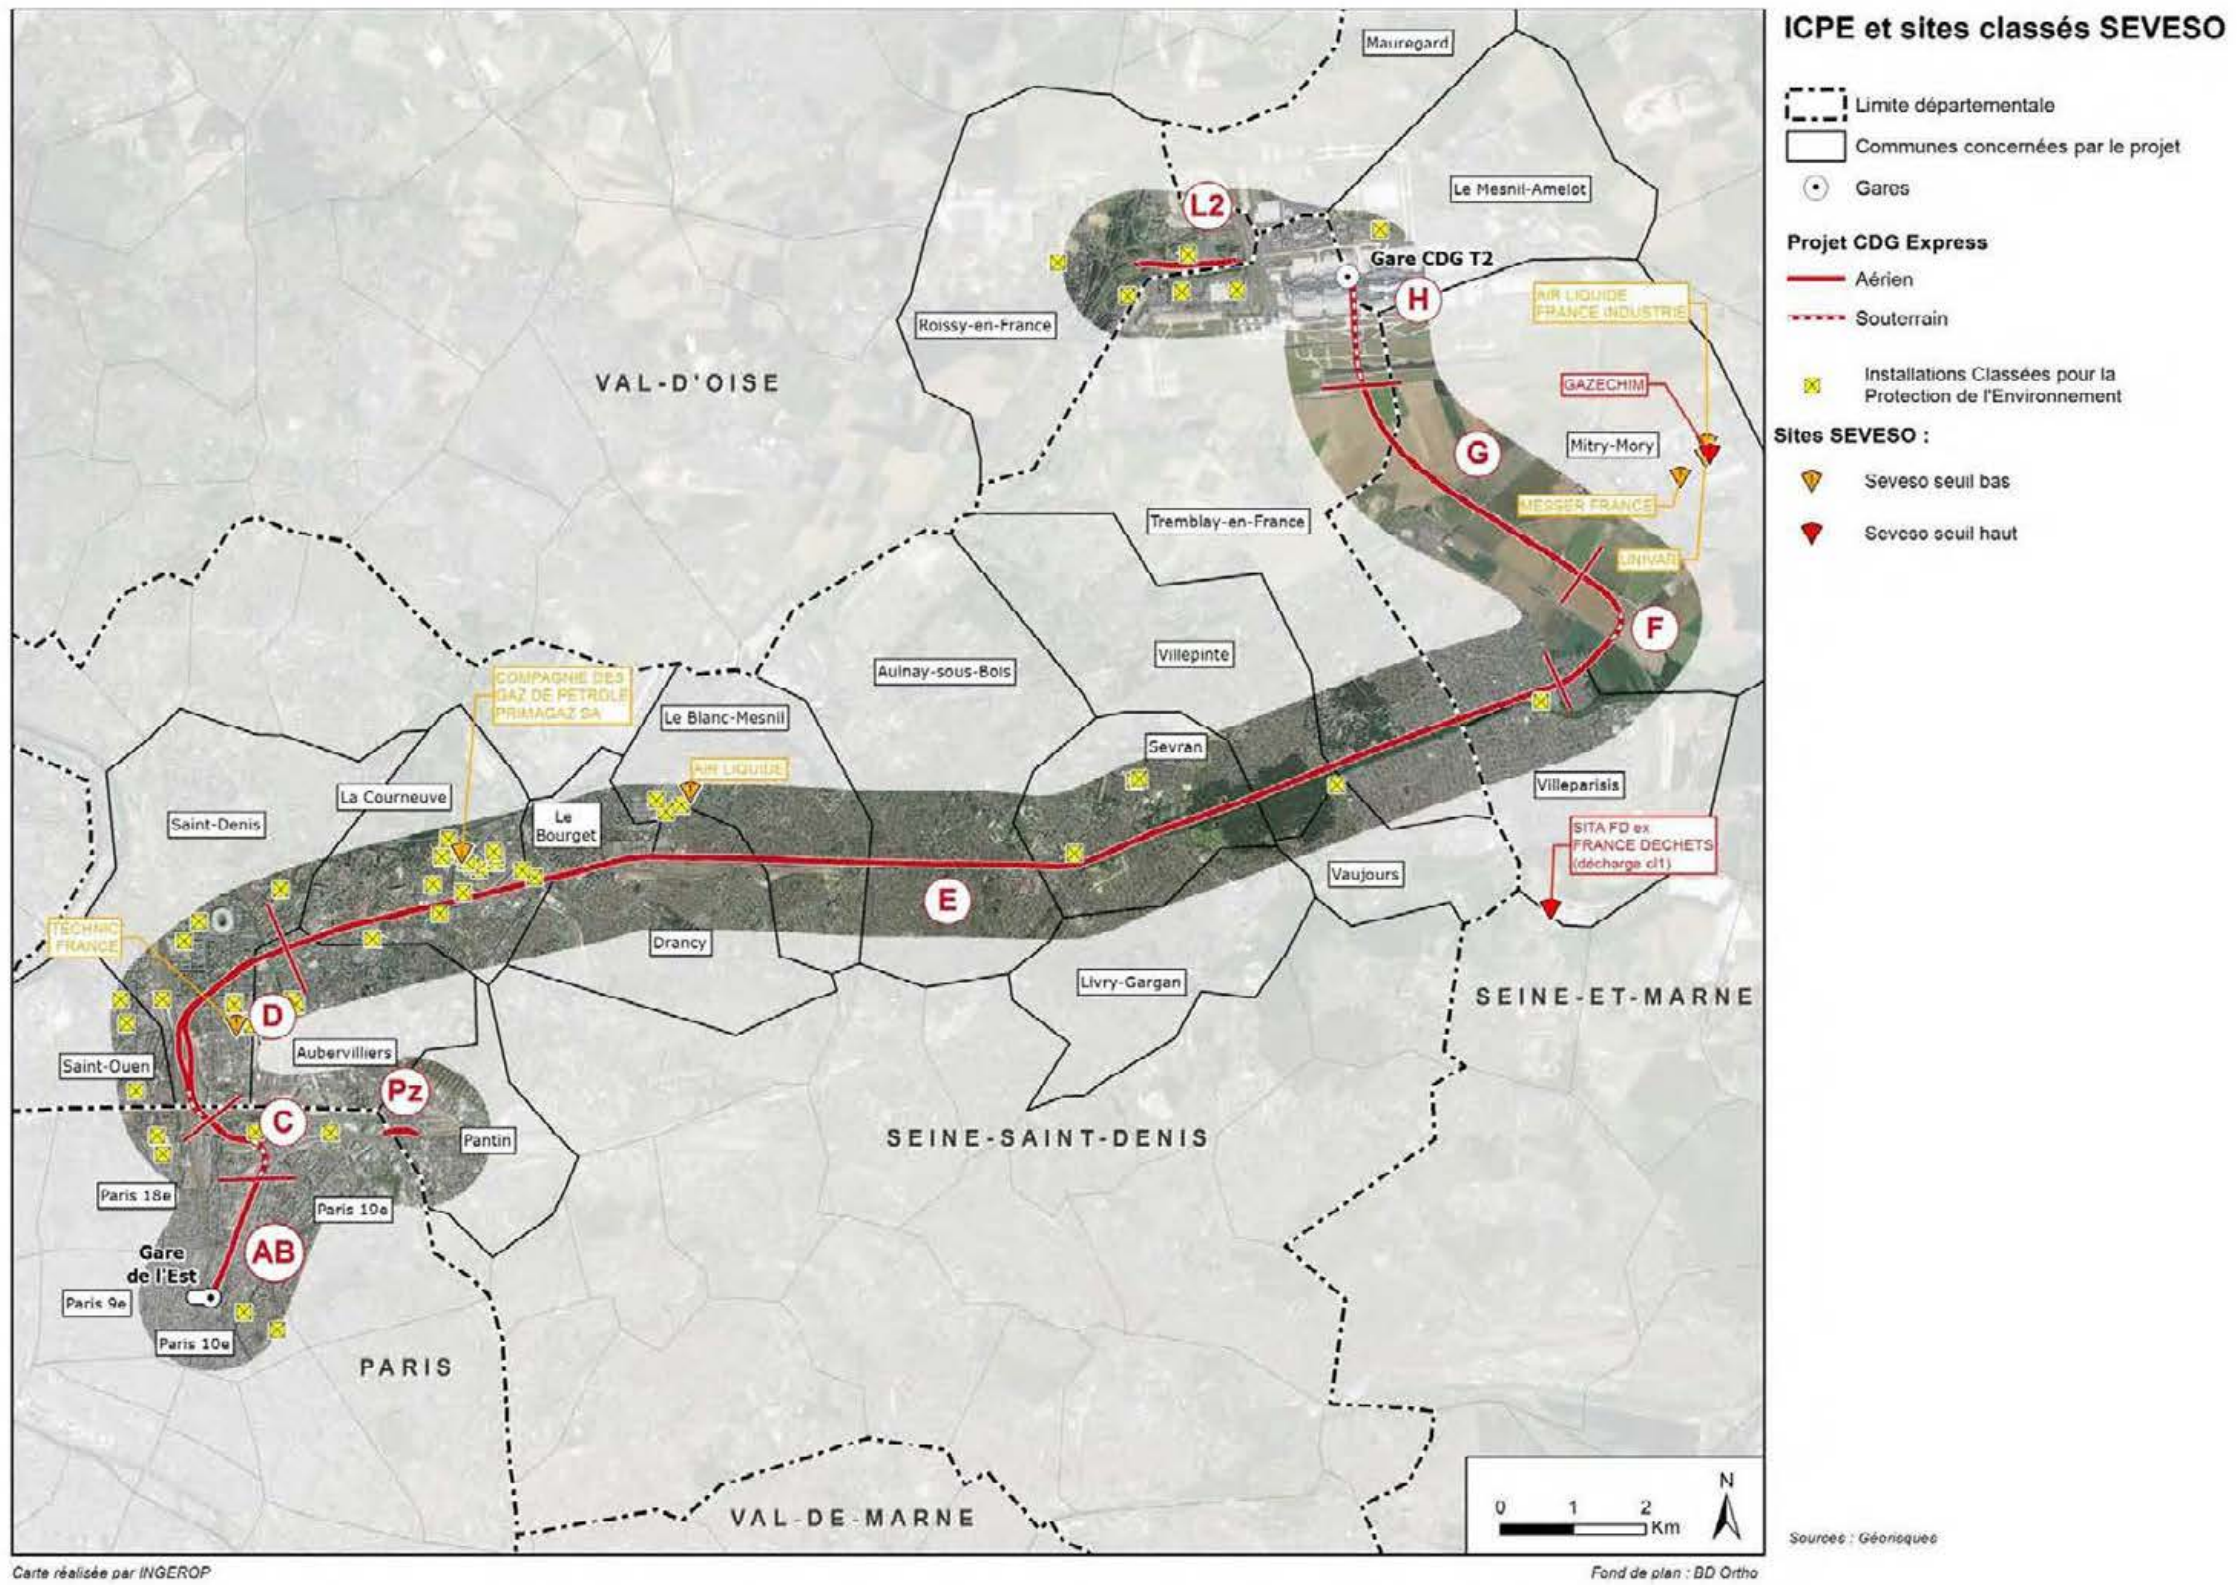 ICPE et sites classés SEVESO
Limite départementale
Communes concernées par le projet
Gares
Projet CDG Express
Aérien
Souterrain
Installations Classées pour la
Protection de l'Environnement
Sites SEVESO :
Seveso seuil bas
Seveso seuil haut
Mauregard
L2
Le Mesnil-Amelot
Gare CDG T2
H
AIR LIQUIDE
FRANCE INDUSTRIE
Roissy-en-France
VAL-D'OISE
GAZECHIM
Mitry-Mory
G
MESSER FRANCE
Tremblay-en-France
UNIVAR
F
Villepinte
Aulnay-sous-Bois
COMPAGNIE DES
GAZ DE PETROLE
PRIMAGAZ SA
Le Blanc-Mesnil
Sevran
AIR LIQUIDE
Villeparisis
La Courneuve
Le
Bourget
Saint-Denis
SITA FD ex
FRANCE DECHETS
(décharge cl1)
Vaujours
E
TECHNIC
FRANCE
Drancy
Livry-Gargan
SEINE-ET-MARNE
D
Aubervilliers
Saint-Ouen
Pz
C
Pantin
SEINE-SAINT-DENIS
Paris 18e
Paris 19e
AB
Gare
de l'Est
Paris 9e
Paris 10e
PARIS
VAL-DE-MARNE
N
0 1 2
Km
Sources : Géorisques
Carte réalisée par INGEROP
Fond de plan : BD Ortho